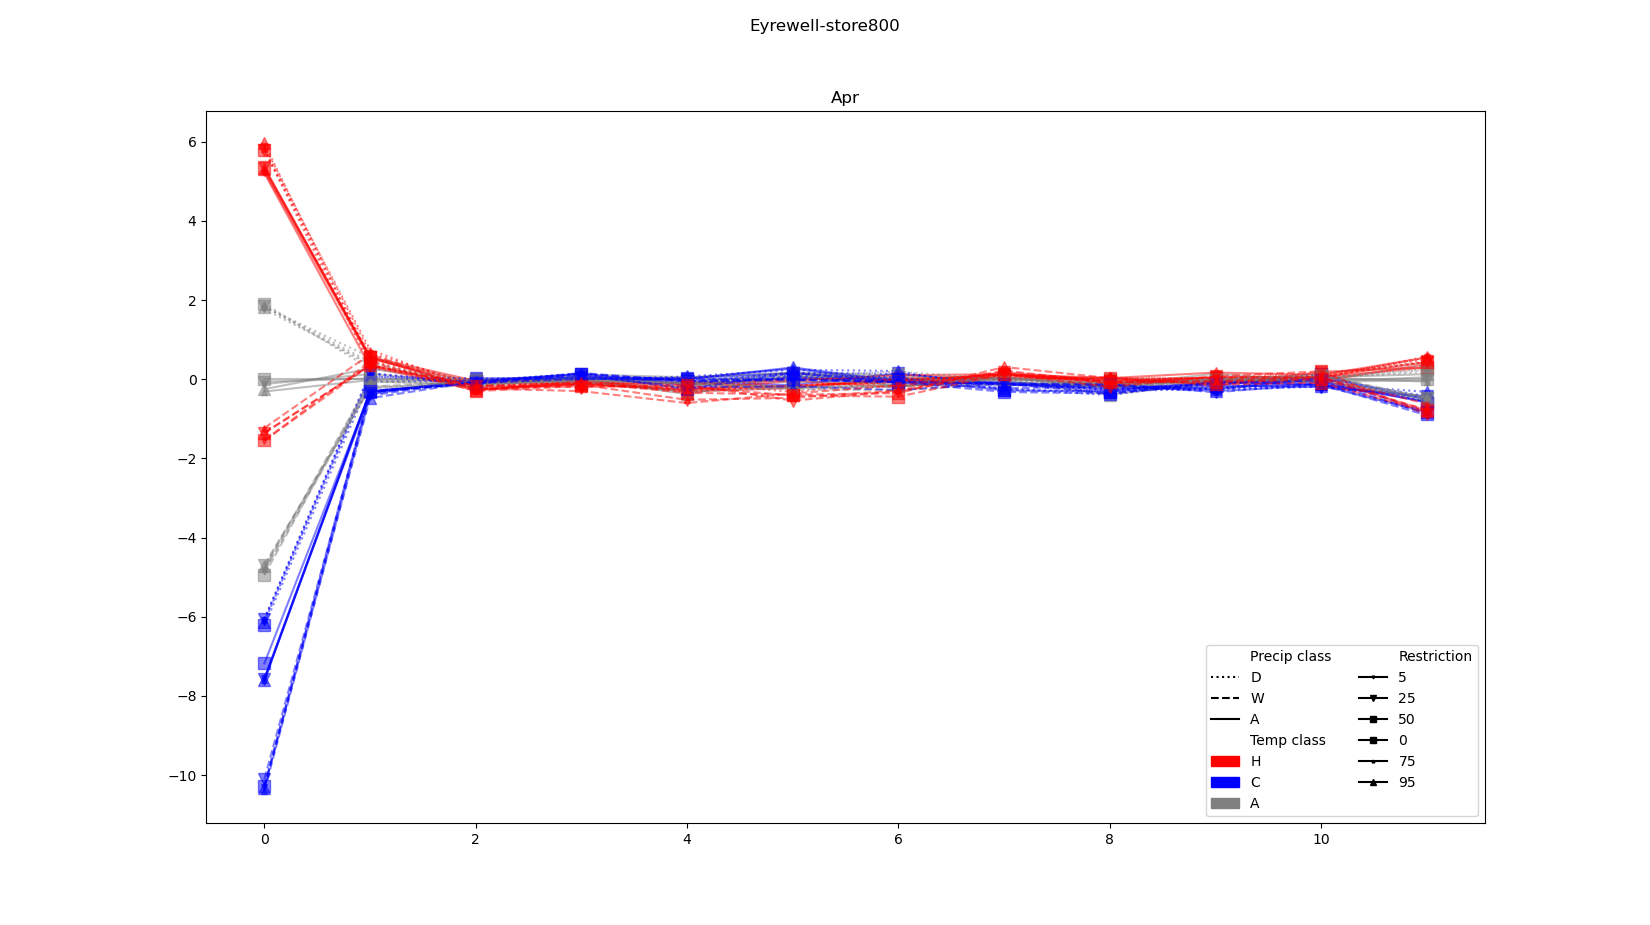 Eyrewell-store800
Apr
6
4
2
0
−2
−4
−6
−8
−10
0 2 4 6 8 10
Precip class Restriction
D 5
W 25
A 50
Temp class 0
H 75
C 95
A